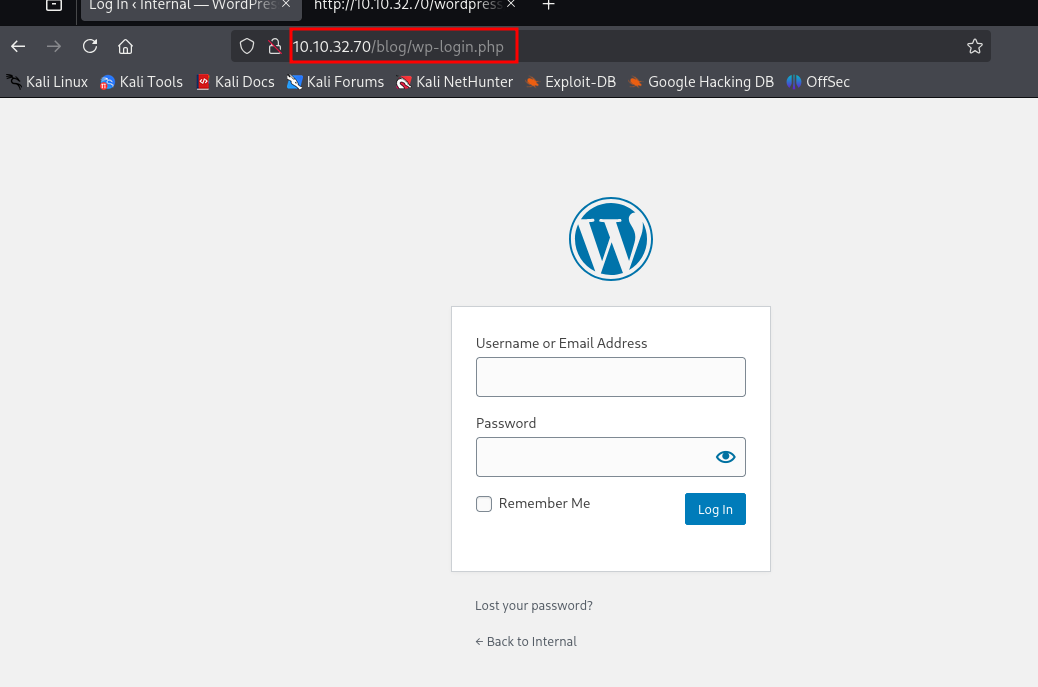 Log In ‹ Internal — WordPres
http://10.10.32.70/wordpress
10.10.32.70/blog/wp-login.php
Kali Linux Kali Tools Kali Docs Kali Forums Kali NetHunter Exploit-DB Google Hacking DB OffSec
Username or Email Address
Password
Remember Me
Log In
Lost your password?
← Back to Internal